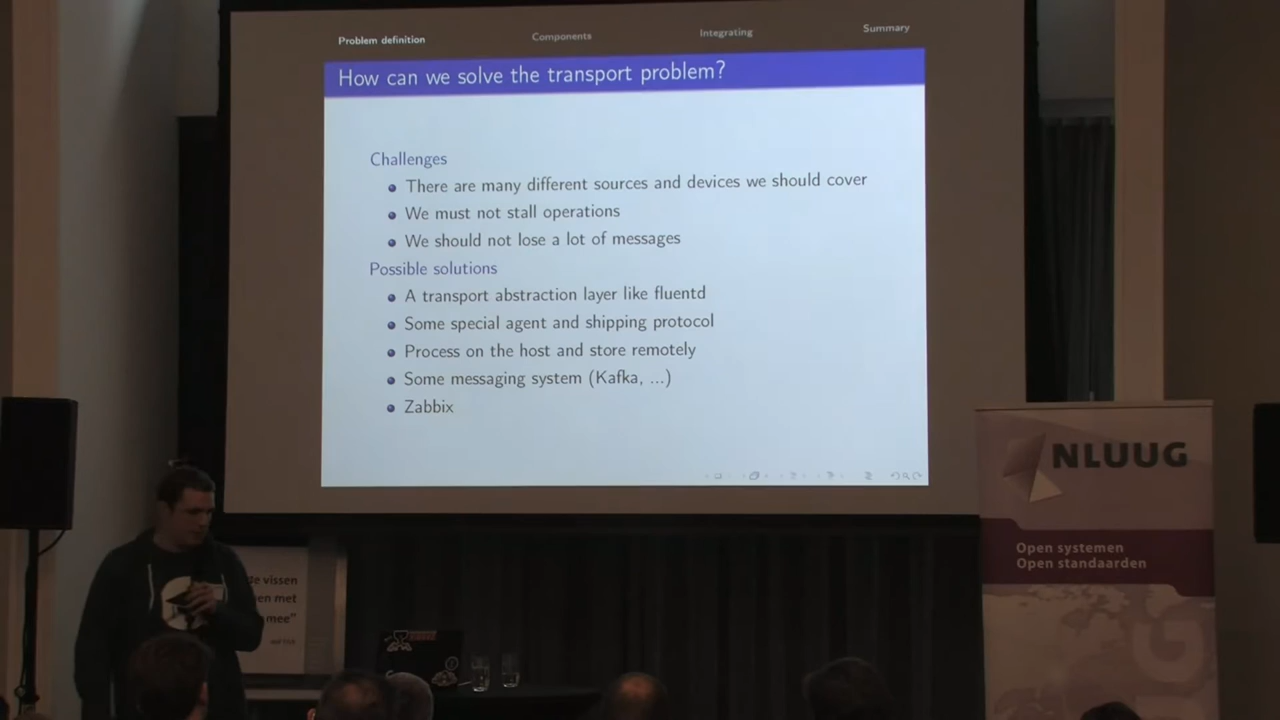 Problem definition
Components
Integrating
Summary
How can we solve the transport problem?
Challenges
There are many different sources and devices we should cover
We must not stall operations
We should not lose a lot of messages
Possible solutions
A transport abstraction layer like fluentd
Some special agent and shipping protocol
Process on the host and store remotely
Some messaging system (Kafka, ...)
Zabbix
NLUUG
Open systemen
Open standaarden
vissen
met
mee"